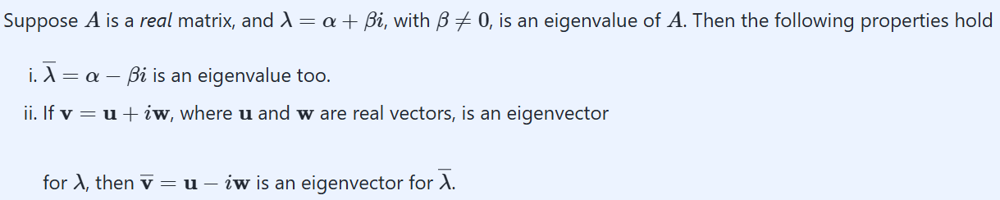 Suppose A is a real matrix, and λ = α + βi, with β ≠ 0, is an eigenvalue of A. Then the following properties hold
i. λ̅ = α − βi is an eigenvalue too.
ii. If v = u + iw, where u and w are real vectors, is an eigenvector
for λ, then v̅ = u − iw is an eigenvector for λ̅.